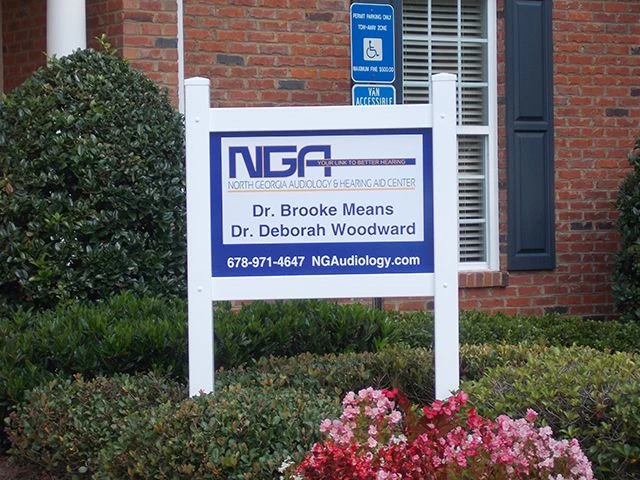 PERMIT PARKING ONLY
TOW-AWAY ZONE
MAXIMUM FINE $500.00
VAN
ACCESSIBLE
NGA YOUR LINK TO BETTER HEARING
NORTH GEORGIA AUDIOLOGY & HEARING AID CENTER
Dr. Brooke Means
Dr. Deborah Woodward
678-971-4647 NGAudiology.com